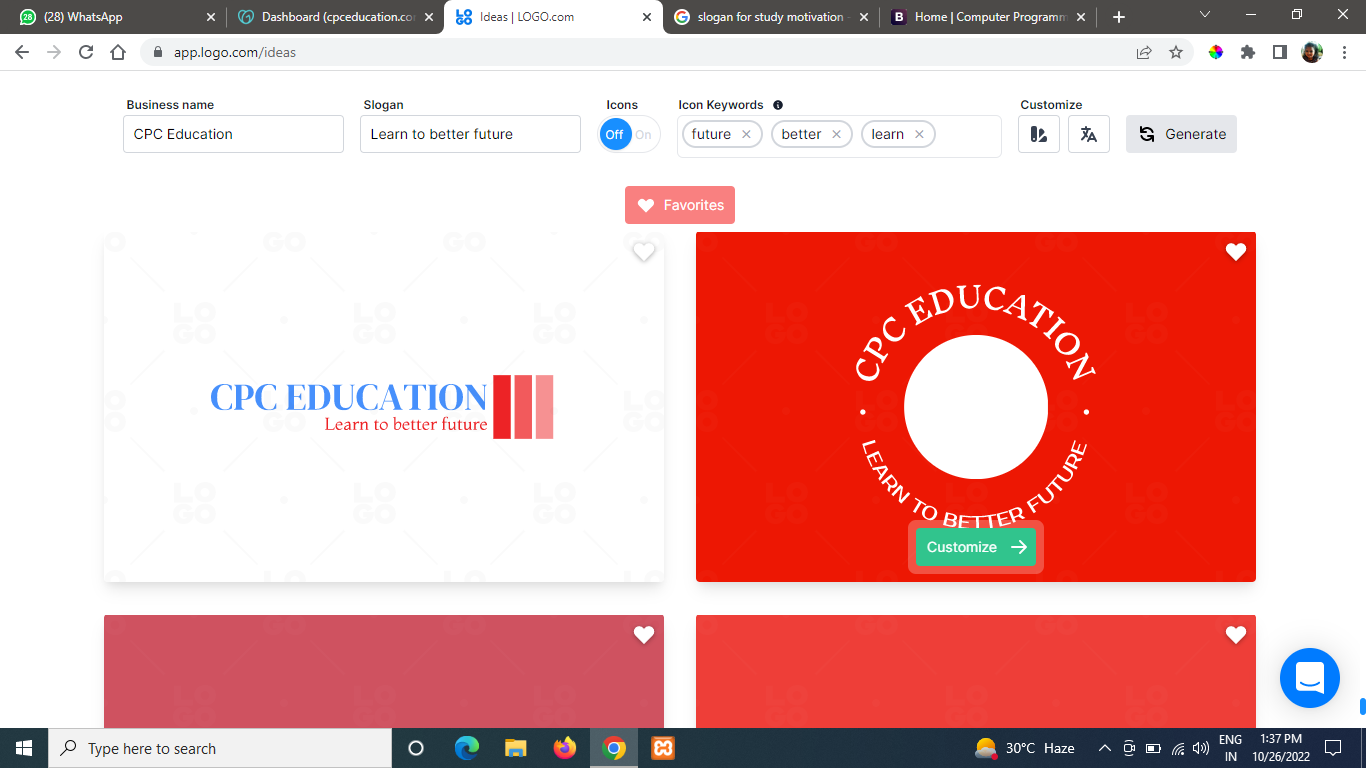 28 (28) WhatsApp
Dashboard (cpceducation.co
Ideas | LOGO.com
slogan for study motivation -
B Home | Computer Programm
app.logo.com/ideas
Business name
Slogan
Icons
Icon Keywords
Customize
CPC Education
Learn to better future
Off On
future
better
learn
Generate
Favorites
CPC EDUCATION
Learn to better future
CPC EDUCATION
LEARN TO BETTER FUTURE
Customize
LOGO
Type here to search
30°C Haze
ENG
IN
1:37 PM
10/26/2022